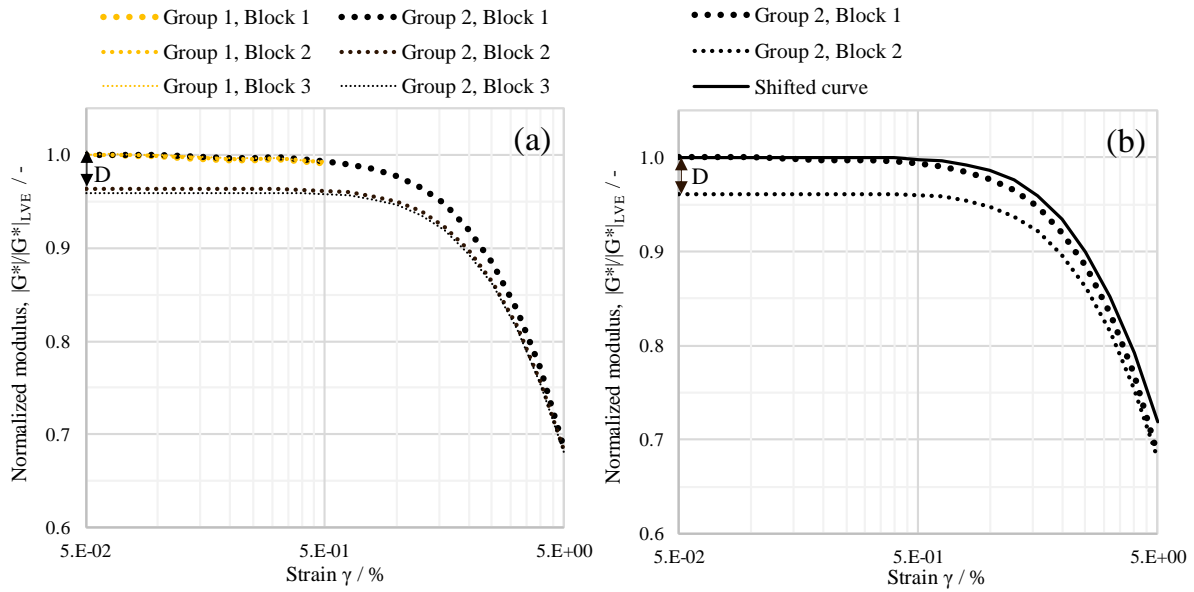 Group 1, Block 1
Group 2, Block 1
Group 1, Block 2
Group 2, Block 2
Group 1, Block 3
Group 2, Block 3
(a)
D
1.0
0.9
0.8
0.7
0.6
5.E-02
5.E-01
5.E+00
Strain γ / %
Normalized modulus, |G*|/|G*|LVE / -
Group 2, Block 1
Group 2, Block 2
Shifted curve
(b)
D
1.0
0.9
0.8
0.7
0.6
5.E-02
5.E-01
5.E+00
Strain γ / %
Normalized modulus, |G*|/|G*|LVE / -